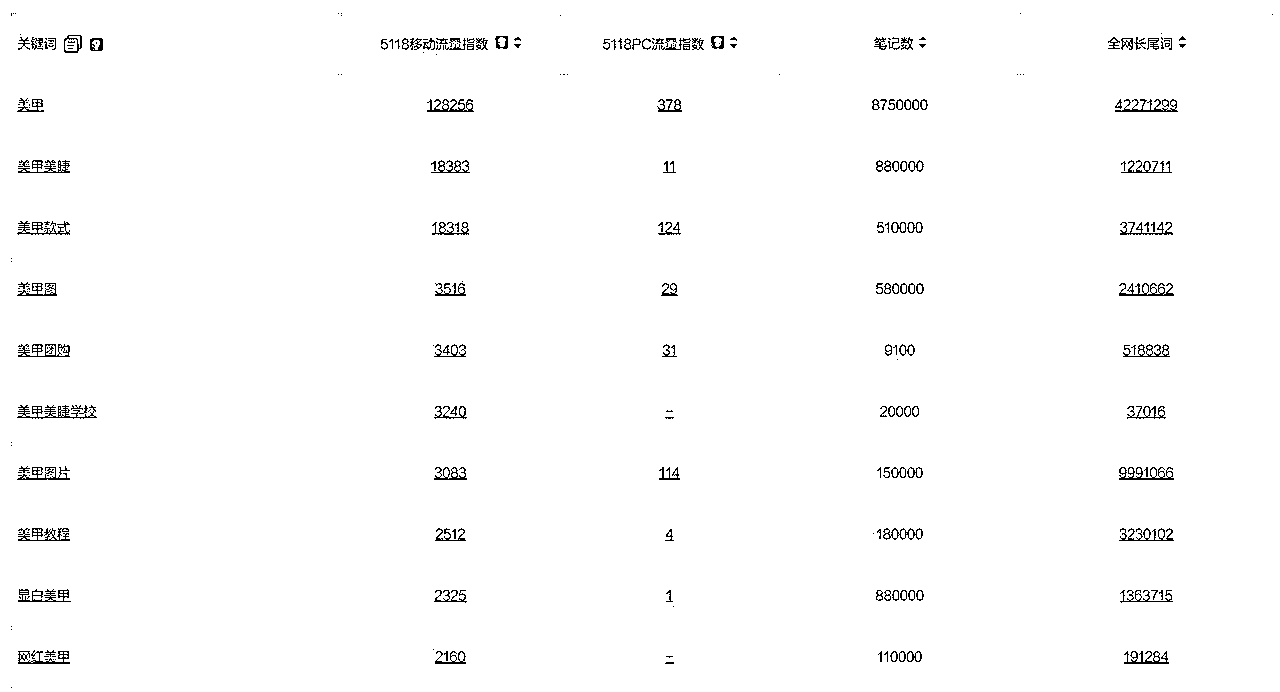 关键词 5118移动流量指数 5118PC流量指数 笔记数 全网长尾词
美甲 128256 378 8750000 42271299
美甲美睫 18383 11 880000 1220711
美甲款式 18318 124 510000 3741142
美甲图 3516 29 580000 2410662
美甲团购 3403 31 9100 518838
美甲美睫学校 3240 – 20000 37016
美甲图片 3083 114 150000 9991066
美甲教程 2512 4 180000 3230102
显白美甲 2325 1 880000 1363715
网红美甲 2160 – 110000 191284